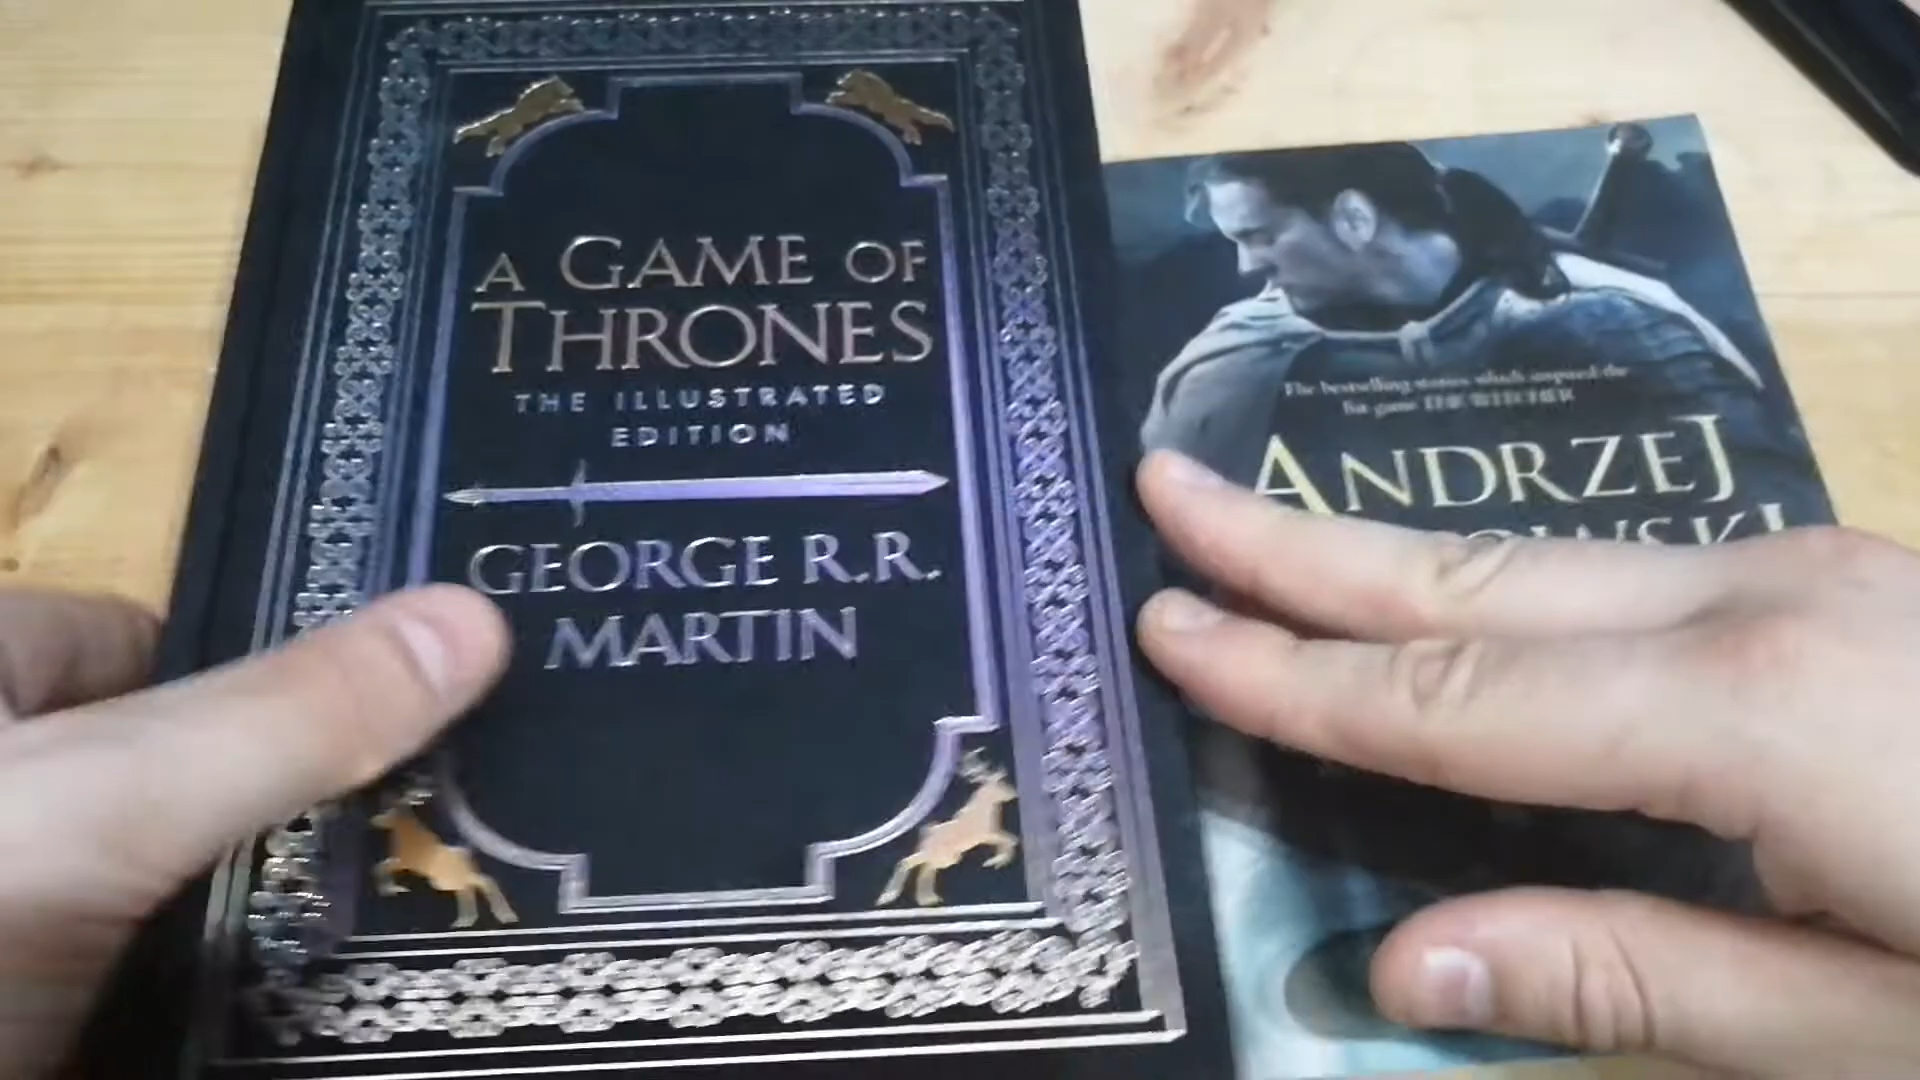 A GAME OF
THRONES
THE ILLUSTRATED
EDITION
GEORGE R.R.
MARTIN
The bestselling stories which inspired the
hit game THE WITCHER
ANDRZEJ